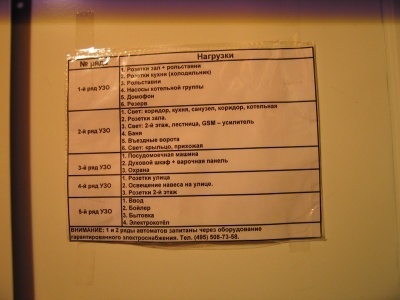 № ряд
Нагрузки
1-й ряд УЗО
1. Розетки зал + рольставни
2. Розетки кухни (холодильник)
3. Рольставни
4. Насосы котельной группы
5. Домофон
6. Резерв
2-й ряд УЗО
1. Свет: коридор, кухня, санузел, коридор, котельная
2. Розетки зала.
3. Свет: 2-й этаж, лестница, GSM – усилитель
4. Баня
5. Въездные ворота
6. Свет: крыльцо, прихожая
3-й ряд УЗО
1. Посудомоечная машина
2. Духовой шкаф + варочная панель
3. Охрана
4-й ряд УЗО
1. Розетки улица
2. Освещение навеса на улице.
3. Розетки 2-й этаж
5-й ряд УЗО
1. Ввод
2. Бойлер
3. Бытовка
4. Электрокотёл
ВНИМАНИЕ: 1 и 2 ряды автоматов запитаны через оборудование
гарантированного электроснабжения. Тел. (495) 508-73-58.